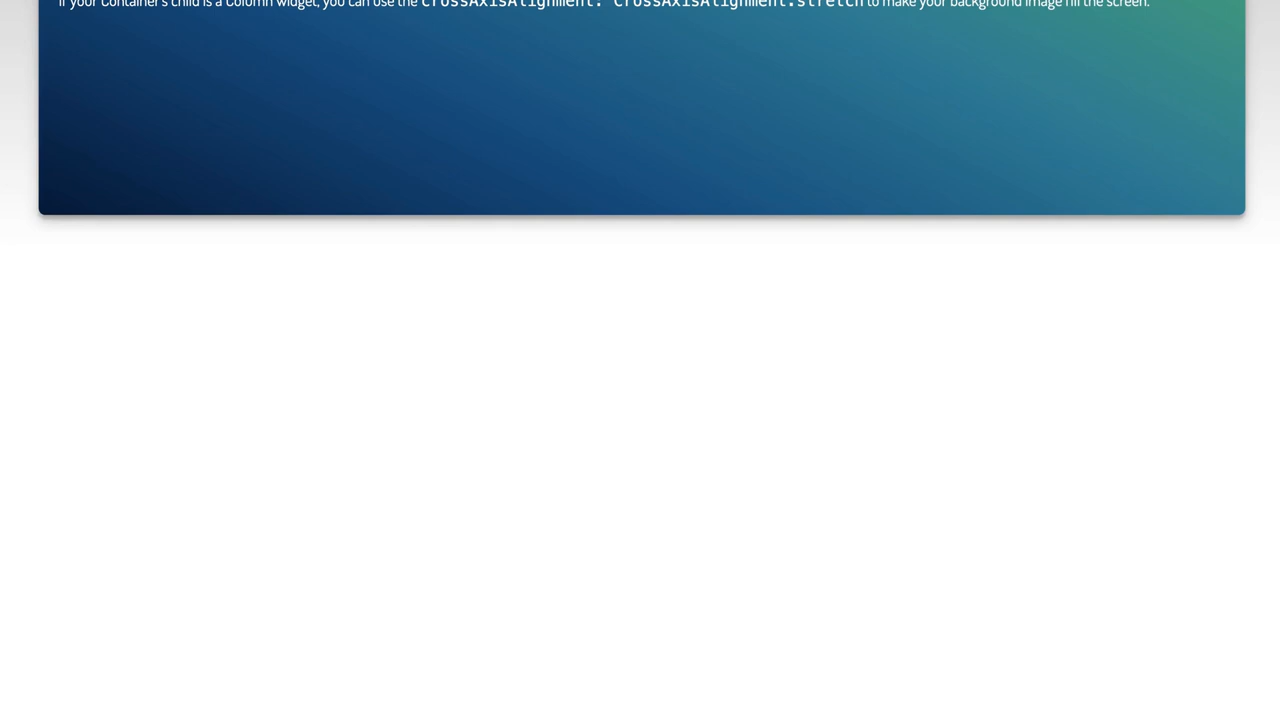 If your Container's child is a Column widget, you can use the crossAxisAlignment: CrossAxisAlignment.stretch to make your background image fill the screen.